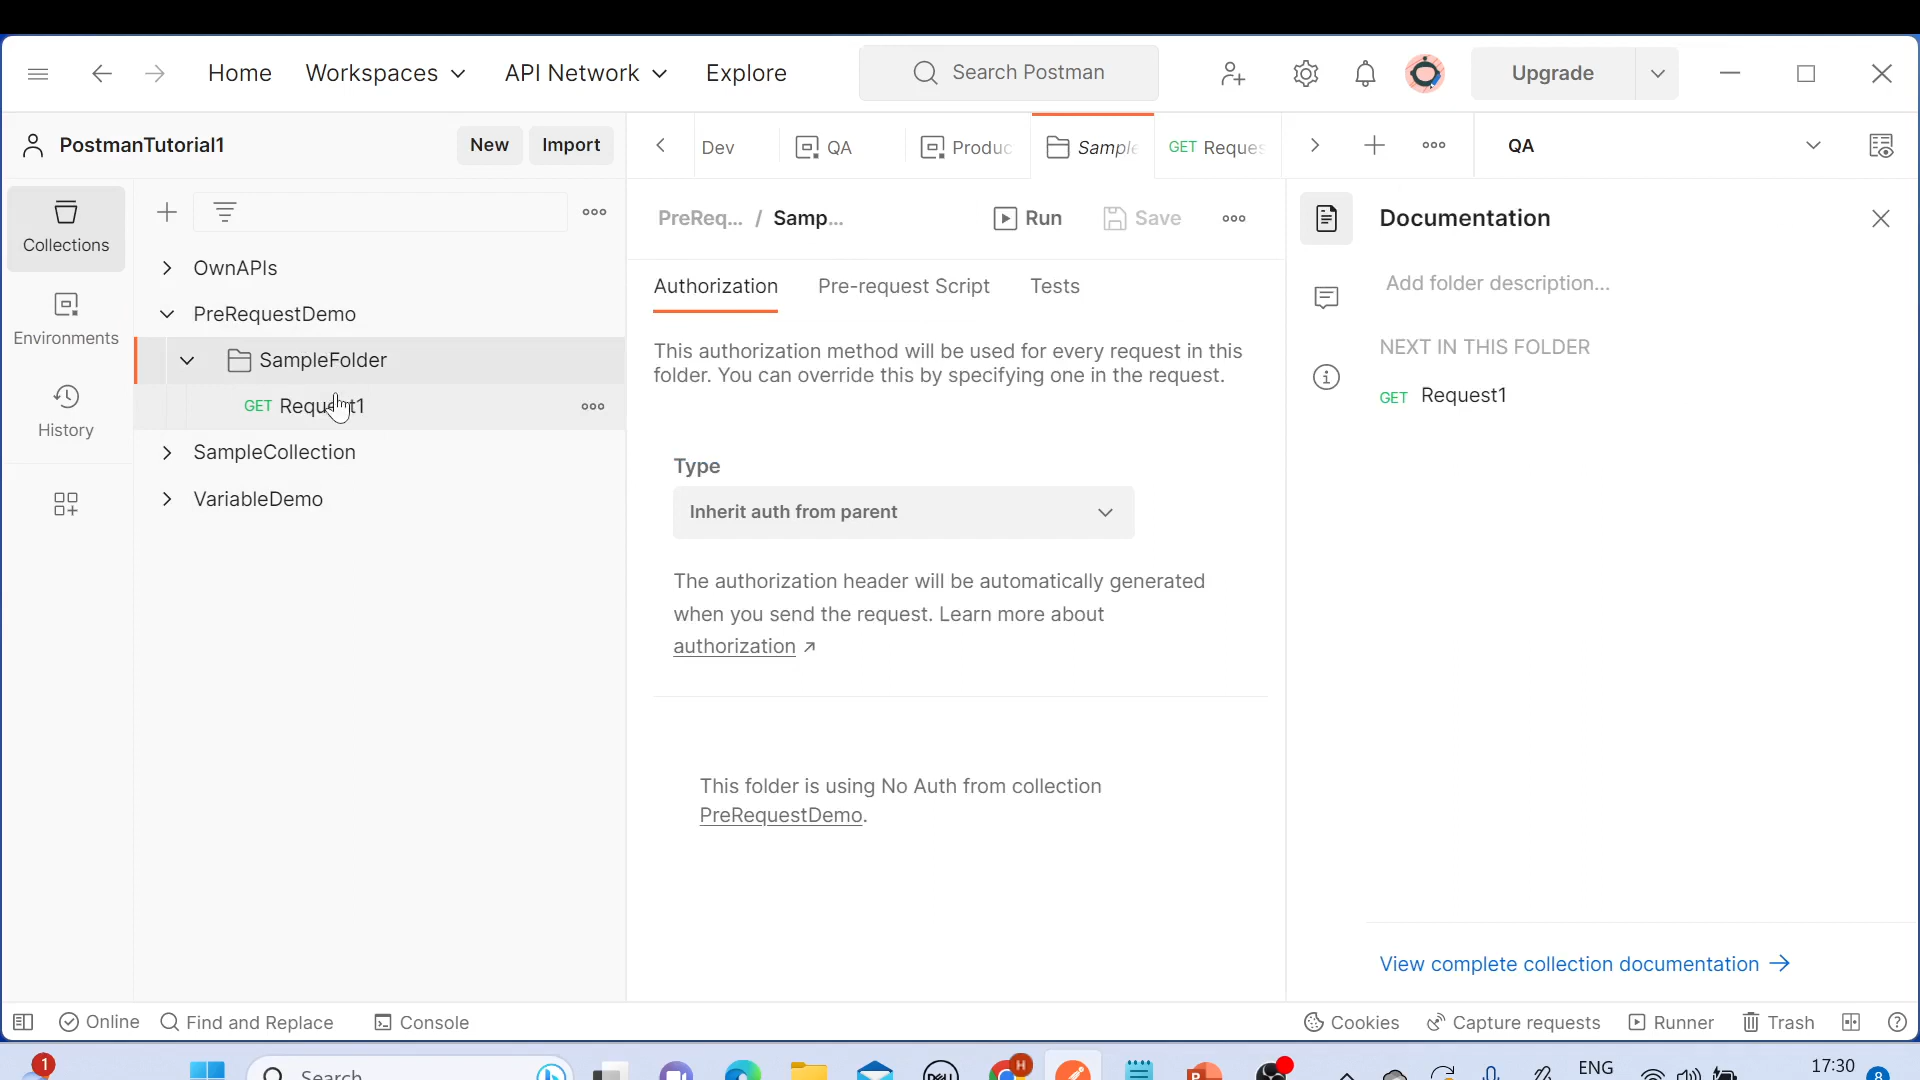 Home Workspaces API Network Explore Search Postman Upgrade
PostmanTutorial1 New Import Dev QA Produc Sample GET Reques QA
Collections
Environments
History
OwnAPIs
PreRequestDemo
SampleFolder
GET Request1
SampleCollection
VariableDemo
PreReq... / Samp... Run Save
Authorization Pre-request Script Tests
This authorization method will be used for every request in this
folder. You can override this by specifying one in the request.
Type
Inherit auth from parent
The authorization header will be automatically generated
when you send the request. Learn more about
authorization
This folder is using No Auth from collection
PreRequestDemo.
Documentation
Add folder description...
NEXT IN THIS FOLDER
GET Request1
View complete collection documentation
Online Find and Replace Console Cookies Capture requests Runner Trash
1 Search DELL H ENG 17:30 8